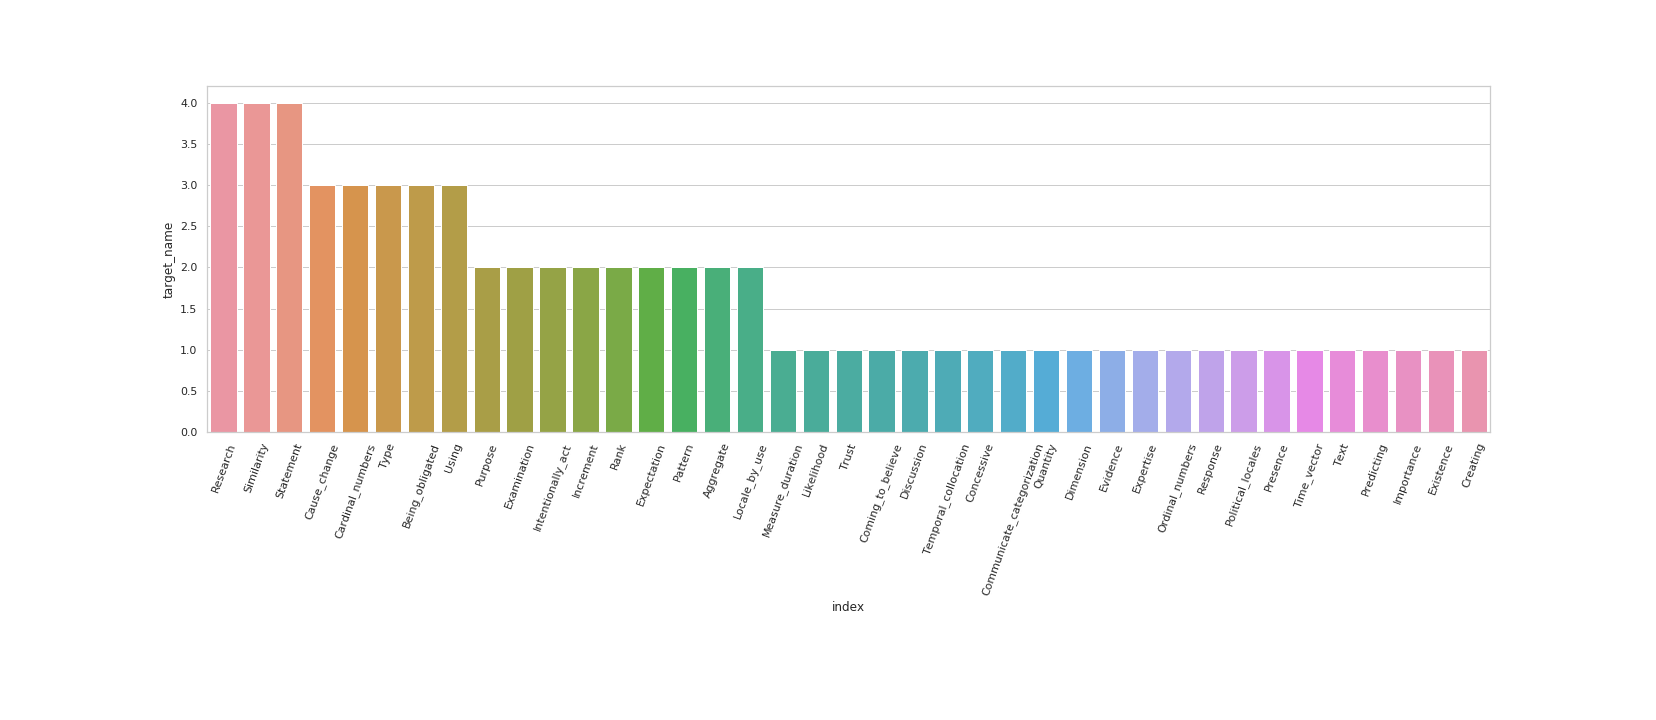 4.0
3.5
3.0
2.5
2.0
1.5
1.0
0.5
0.0
target_name
Research
Similarity
Statement
Cause_change
Cardinal_numbers
Type
Being_obligated
Using
Purpose
Examination
Intentionally_act
Increment
Rank
Expectation
Pattern
Aggregate
Locale_by_use
Measure_duration
Likelihood
Trust
Coming_to_believe
Discussion
Temporal_collocation
Concessive
Communicate_categorization
Quantity
Dimension
Evidence
Expertise
Ordinal_numbers
Response
Political_locales
Presence
Time_vector
Text
Predicting
Importance
Existence
Creating
index